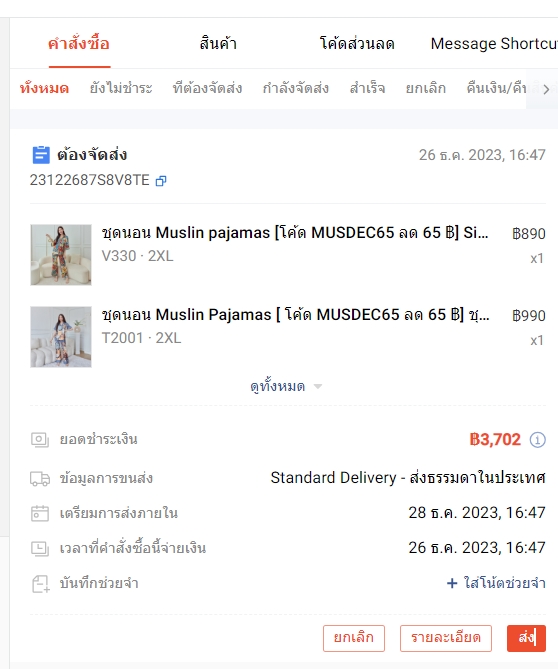 คำสั่งซื้อ สินค้า โค้ดส่วนลด Message Shortcu
ทั้งหมด ยังไม่ชำระ ที่ต้องจัดส่ง กำลังจัดส่ง สำเร็จ ยกเลิก คืนเงิน/คืน
ต้องจัดส่ง 26 ธ.ค. 2023, 16:47
23122687S8V8TE
ชุดนอน Muslin pajamas [โค้ด MUSDEC65 ลด 65 ฿] Si... ฿890
V330 · 2XL x1
ชุดนอน Muslin Pajamas [ โค้ด MUSDEC65 ลด 65 ฿] ชุ... ฿990
T2001 · 2XL x1
ดูทั้งหมด
ยอดชำระเงิน ฿3,702
ข้อมูลการขนส่ง Standard Delivery - ส่งธรรมดาในประเทศ
เตรียมการส่งภายใน 28 ธ.ค. 2023, 16:47
เวลาที่คำสั่งซื้อนี้จ่ายเงิน 26 ธ.ค. 2023, 16:47
บันทึกช่วยจำ + ใส่โน้ตช่วยจำ
ยกเลิก รายละเอียด ส่ง